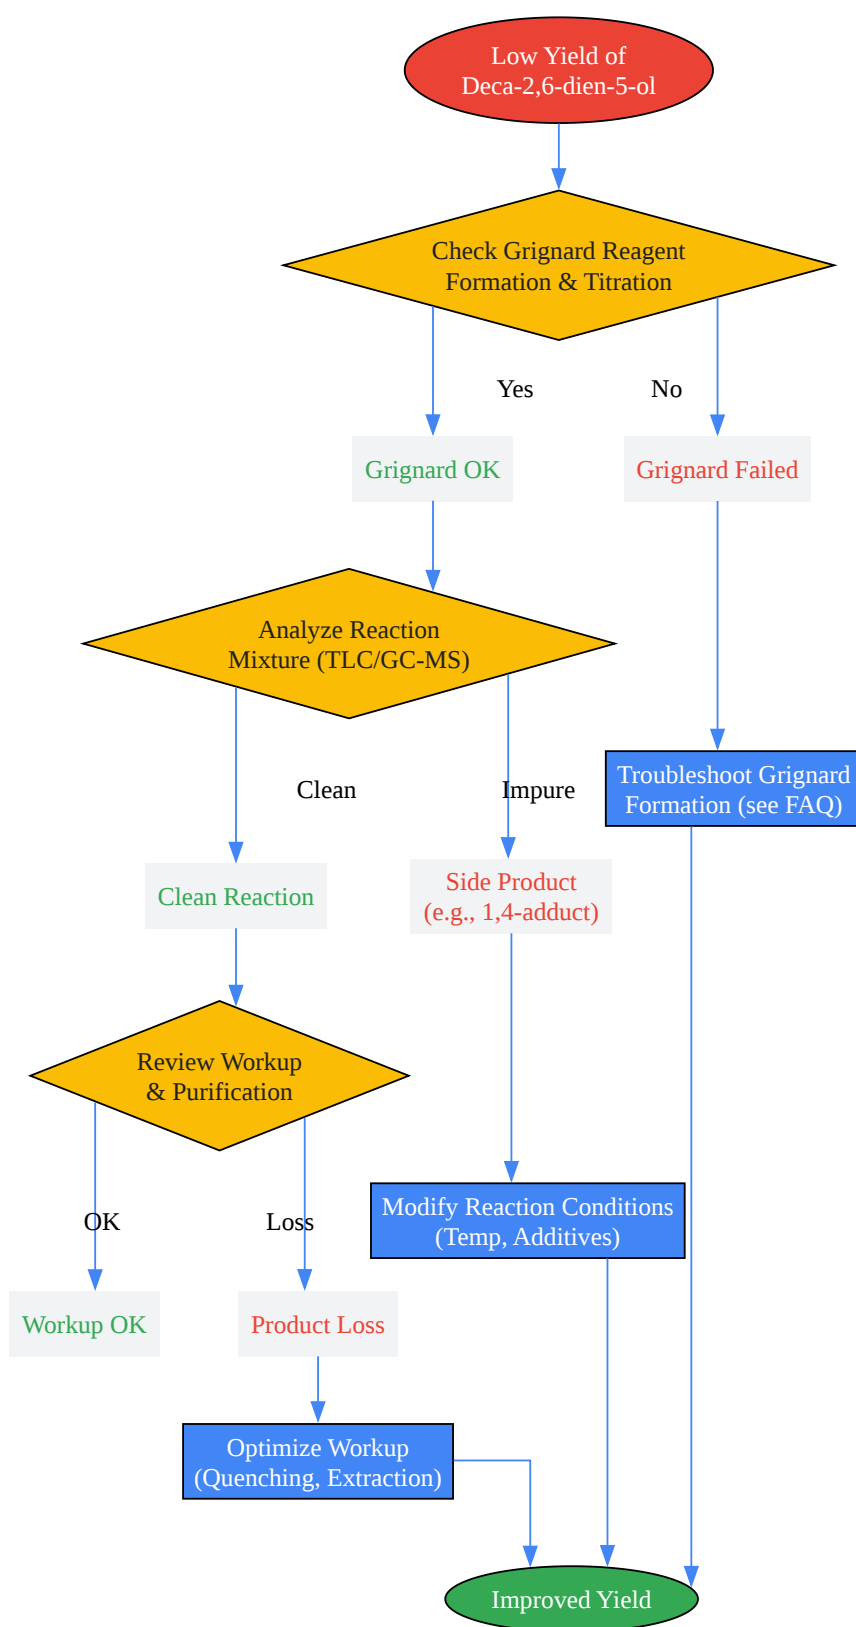 Low Yield of
Deca-2,6-dien-5-ol
Check Grignard Reagent
Formation & Titration
Yes
No
Grignard OK
Grignard Failed
Analyze Reaction
Mixture (TLC/GC-MS)
Troubleshoot Grignard
Formation (see FAQ)
Clean
Impure
Clean Reaction
Side Product
(e.g., 1,4-adduct)
Review Workup
& Purification
OK
Loss
Modify Reaction Conditions
(Temp, Additives)
Workup OK
Product Loss
Optimize Workup
(Quenching, Extraction)
Improved Yield